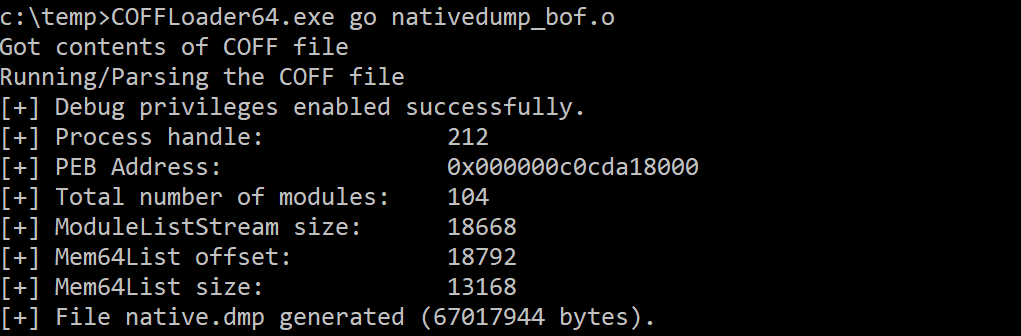 c:\temp>COFFLoader64.exe go nativedump_bof.o
Got contents of COFF file
Running/Parsing the COFF file
[+] Debug privileges enabled successfully.
[+] Process handle: 212
[+] PEB Address: 0x000000c0cda18000
[+] Total number of modules: 104
[+] ModuleListStream size: 18668
[+] Mem64List offset: 18792
[+] Mem64List size: 13168
[+] File native.dmp generated (67017944 bytes).